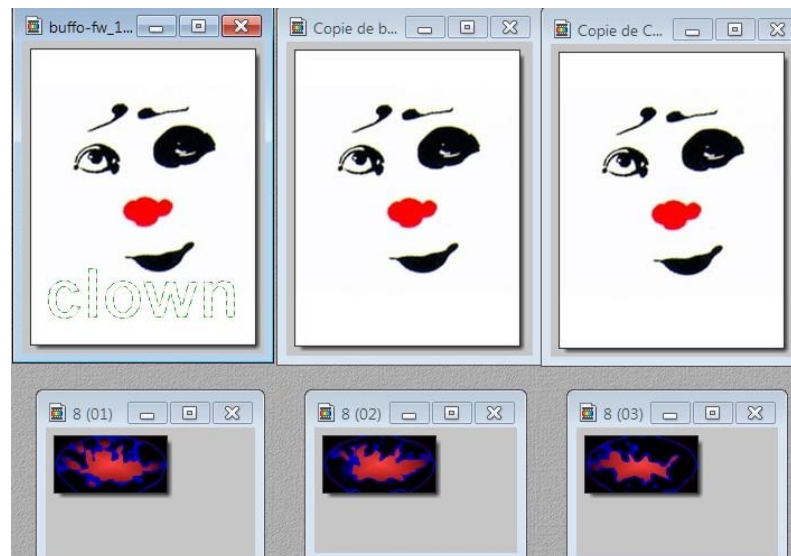 buffo-fw_1...
Copie de b...
Copie de C...
clown
8 (01)
8 (02)
8 (03)